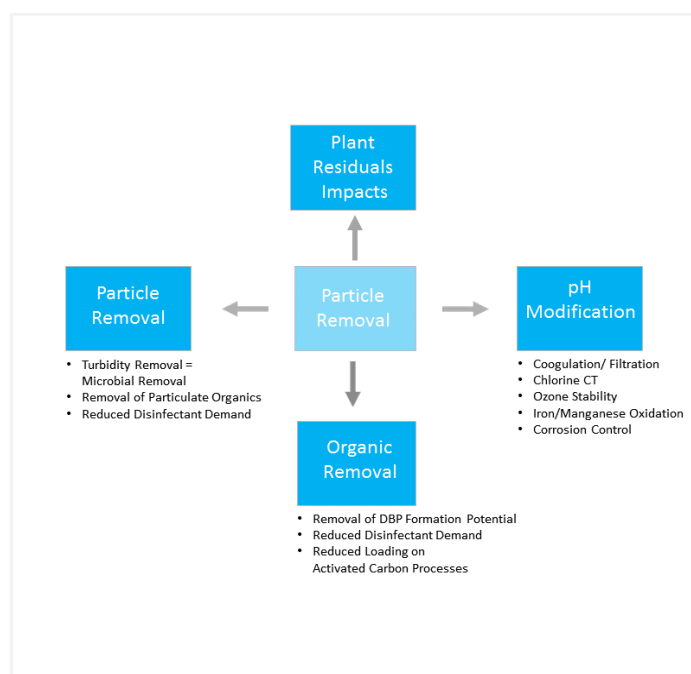 Plant
Residuals
Impacts
Particle
Removal
Particle
Removal
pH
Modification
• Turbidity Removal =
Microbial Removal
• Removal of Particulate Organics
• Reduced Disinfectant Demand
• Coogulation/ Filtration
• Chlorine CT
• Ozone Stability
• Iron/Manganese Oxidation
• Corrosion Control
Organic
Removal
• Removal of DBP Formation Potential
• Reduced Disinfectant Demand
• Reduced Loading on
Activated Carbon Processes